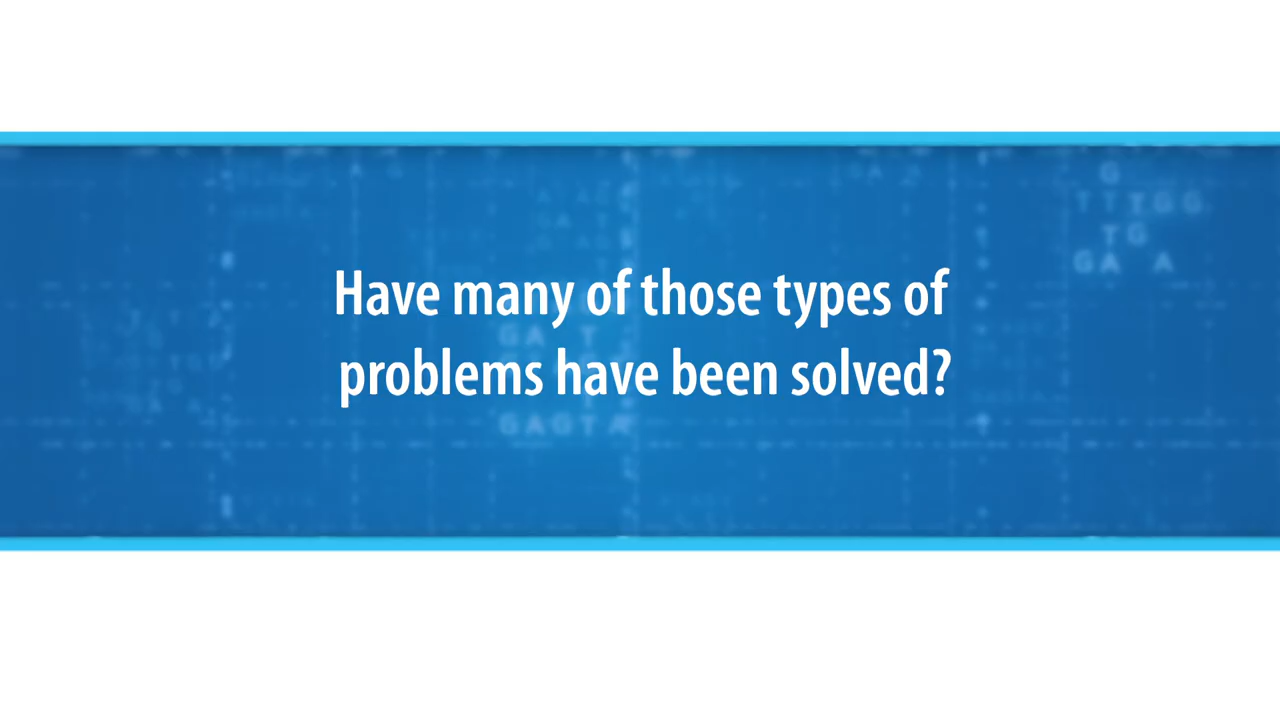 Have many of those types of
problems have been solved?